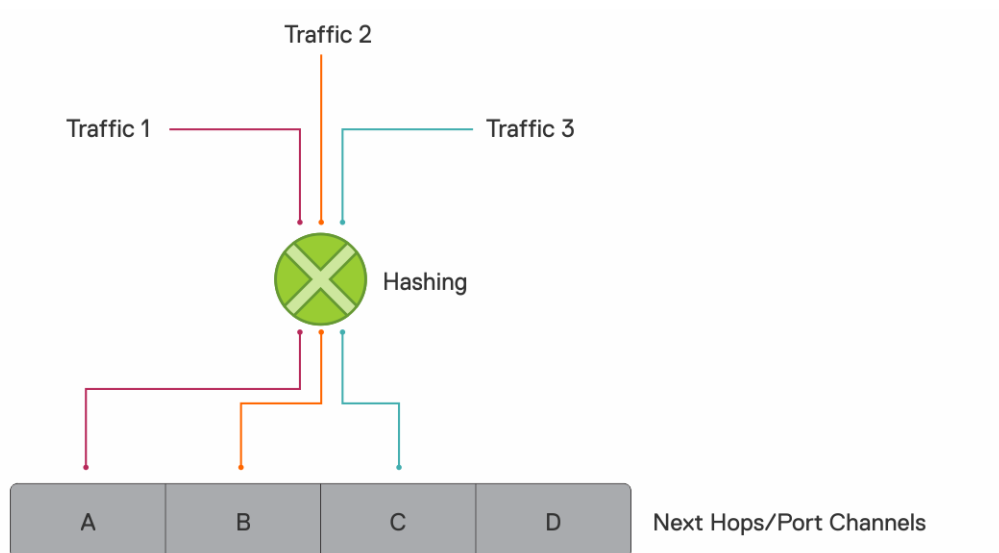 Traffic 2
Traffic 1
Traffic 3
Hashing
A
B
C
D
Next Hops/Port Channels